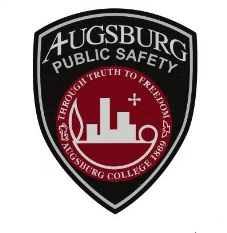 AUGSBURG
PUBLIC SAFETY
THROUGH TRUTH TO FREEDOM
AUGSBURG COLLEGE 1869